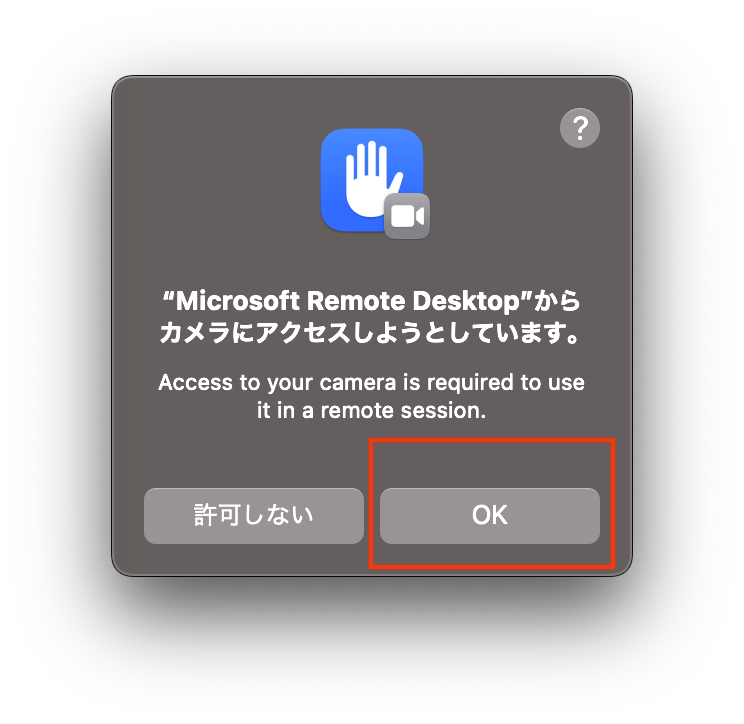 ?
“Microsoft Remote Desktop”から
カメラにアクセスしようとしています。
Access to your camera is required to use
it in a remote session.
許可しない
OK